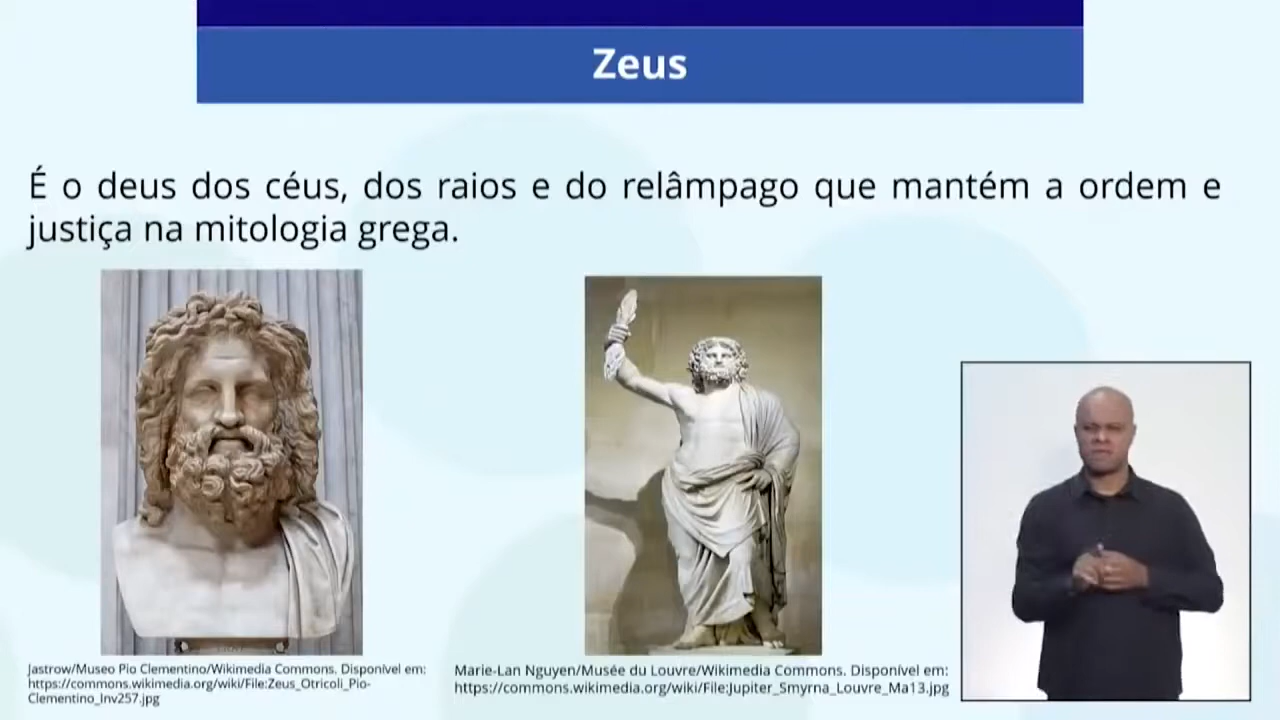 Zeus
É o deus dos céus, dos raios e do relâmpago que mantém a ordem e
justiça na mitologia grega.
Jastrow/Museo Pio Clementino/Wikimedia Commons. Disponível em:
https://commons.wikimedia.org/wiki/File:Zeus_Otricoli_Pio-
Clementino_Inv257.jpg
Marie-Lan Nguyen/Musée du Louvre/Wikimedia Commons. Disponível em:
https://commons.wikimedia.org/wiki/File:Jupiter_Smyrna_Louvre_Ma13.jpg